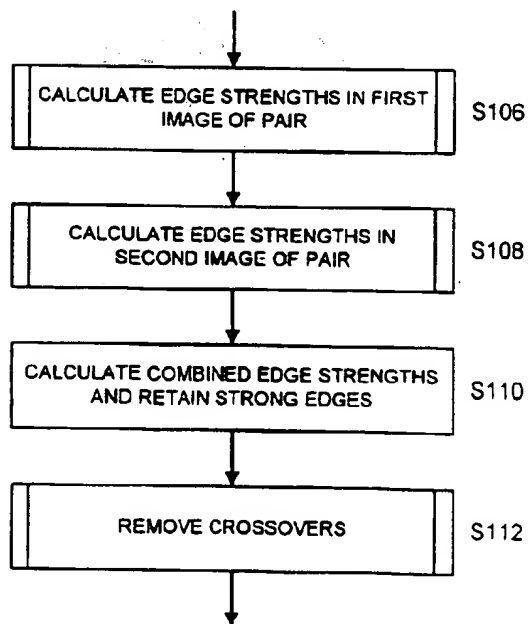 CALCULATE EDGE STRENGTHS IN FIRST
IMAGE OF PAIR
S106
CALCULATE EDGE STRENGTHS IN
SECOND IMAGE OF PAIR
S108
CALCULATE COMBINED EDGE STRENGTHS
AND RETAIN STRONG EDGES
S110
REMOVE CROSSOVERS
S112